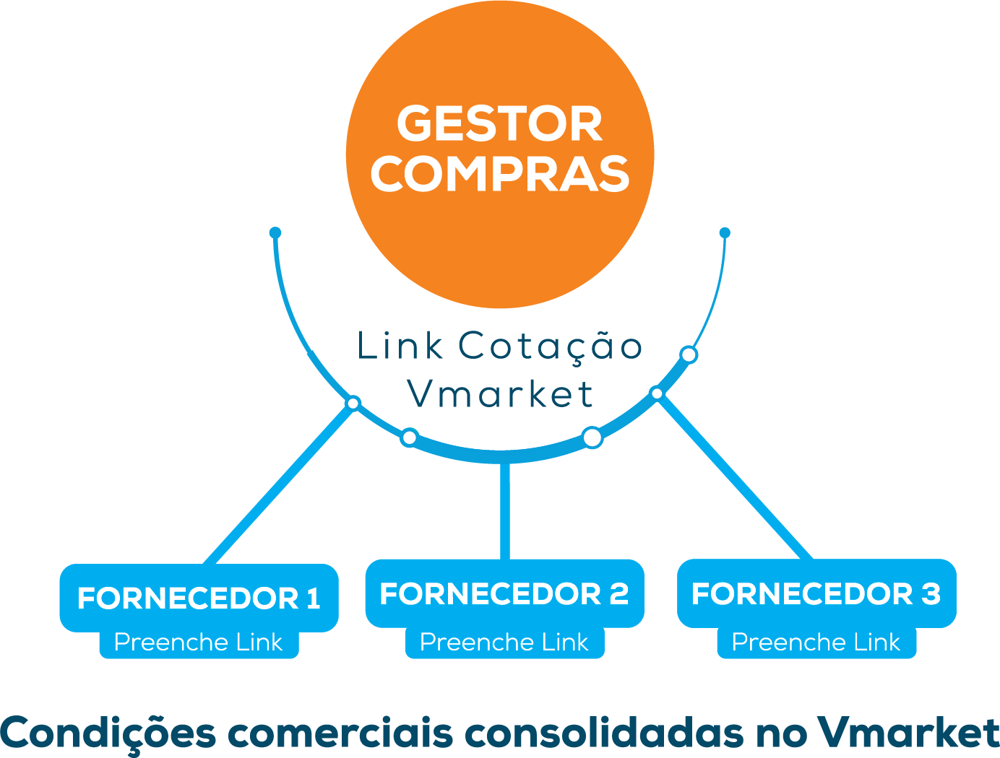 GESTOR
COMPRAS
Link Cotação
Vmarket
FORNECEDOR 1
Preenche Link
FORNECEDOR 2
Preenche Link
FORNECEDOR 3
Preenche Link
Condições comerciais consolidadas no Vmarket